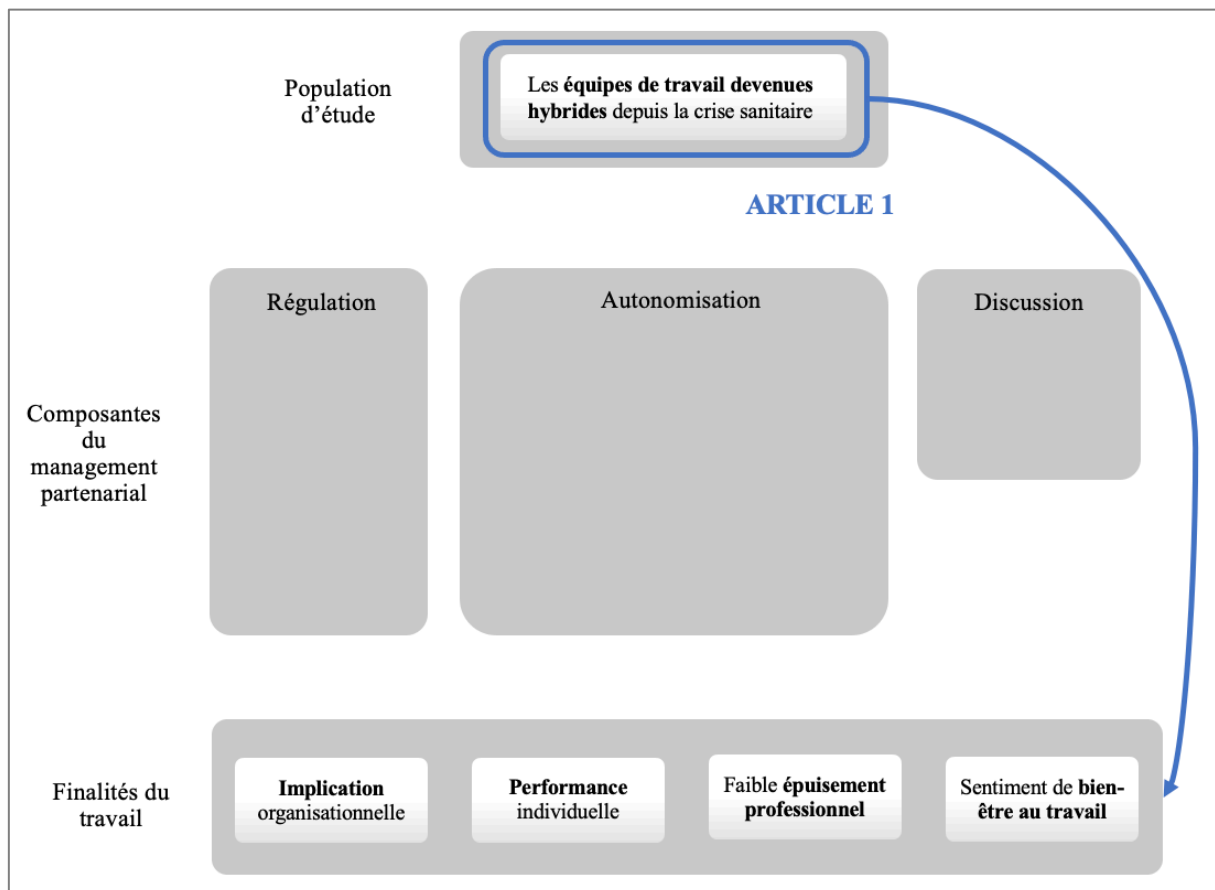 Population
d'étude
Les équipes de travail devenues
hybrides depuis la crise sanitaire
ARTICLE 1
Composantes
du
management
partenarial
Régulation
Autonomisation
Discussion
Finalités du
travail
Implication
organisationnelle
Performance
individuelle
Faible épuisement
professionnel
Sentiment de bien-
être au travail